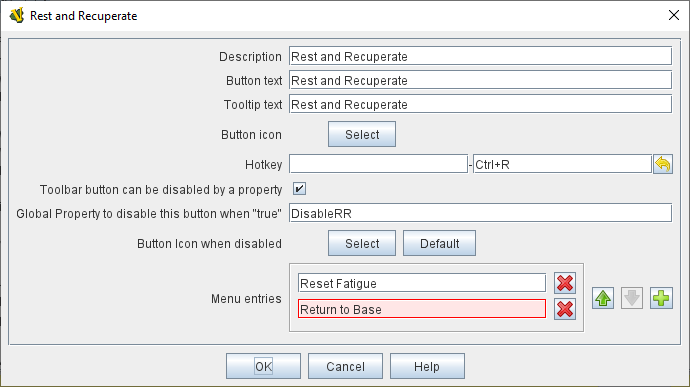 Rest and Recuperate
Description Rest and Recuperate
Button text Rest and Recuperate
Tooltip text Rest and Recuperate
Button icon Select
Hotkey - Ctrl+R
Toolbar button can be disabled by a property
Global Property to disable this button when "true" DisableRR
Button Icon when disabled Select Default
Menu entries
Reset Fatigue
Return to Base
OK Cancel Help